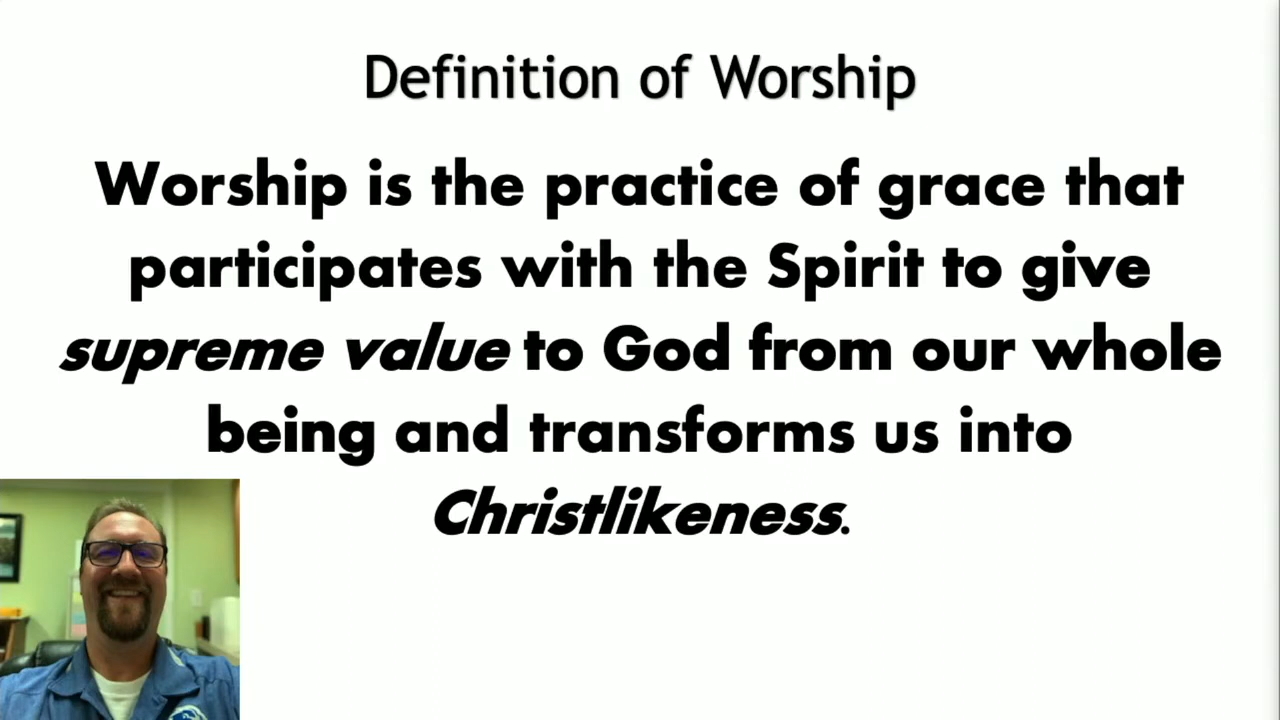 Definition of Worship
Worship is the practice of grace that
participates with the Spirit to give
supreme value to God from our whole
being and transforms us into
Christlikeness.